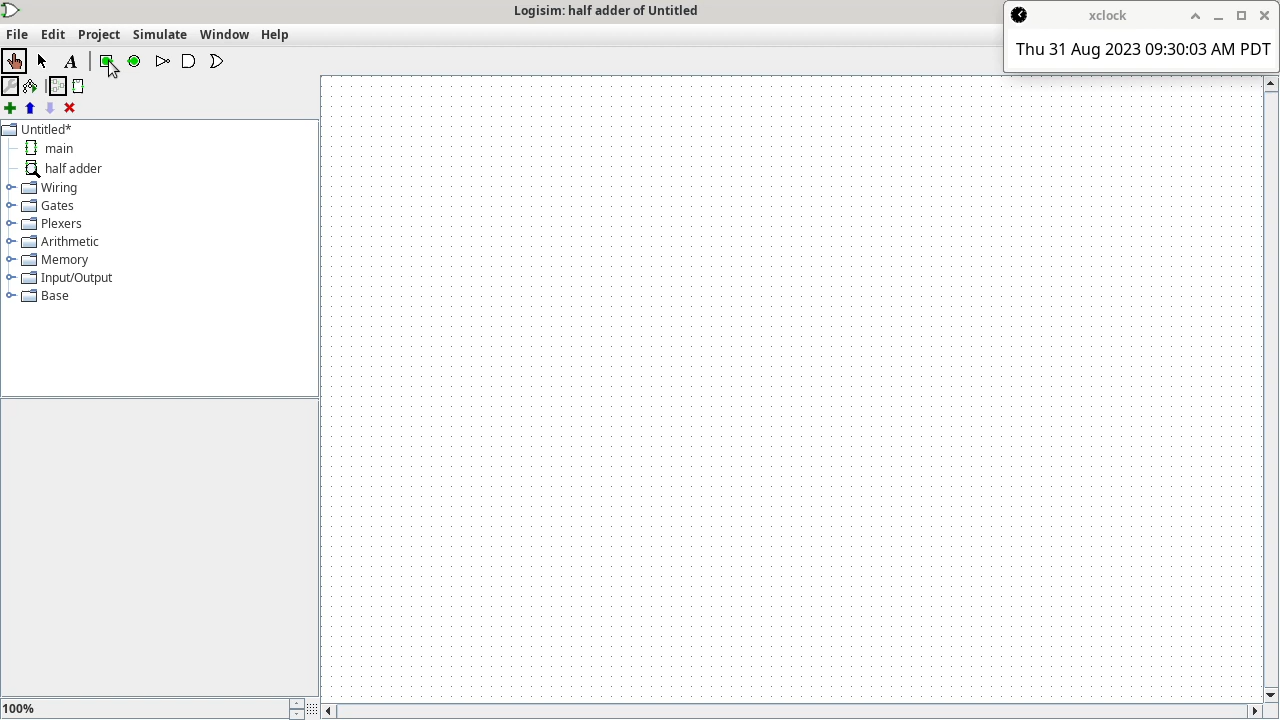 Logisim: half adder of Untitled
xclock
File Edit Project Simulate Window Help
Thu 31 Aug 2023 09:30:03 AM PDT
A
Untitled*
main
half adder
Wiring
Gates
Plexers
Arithmetic
Memory
Input/Output
Base
100%